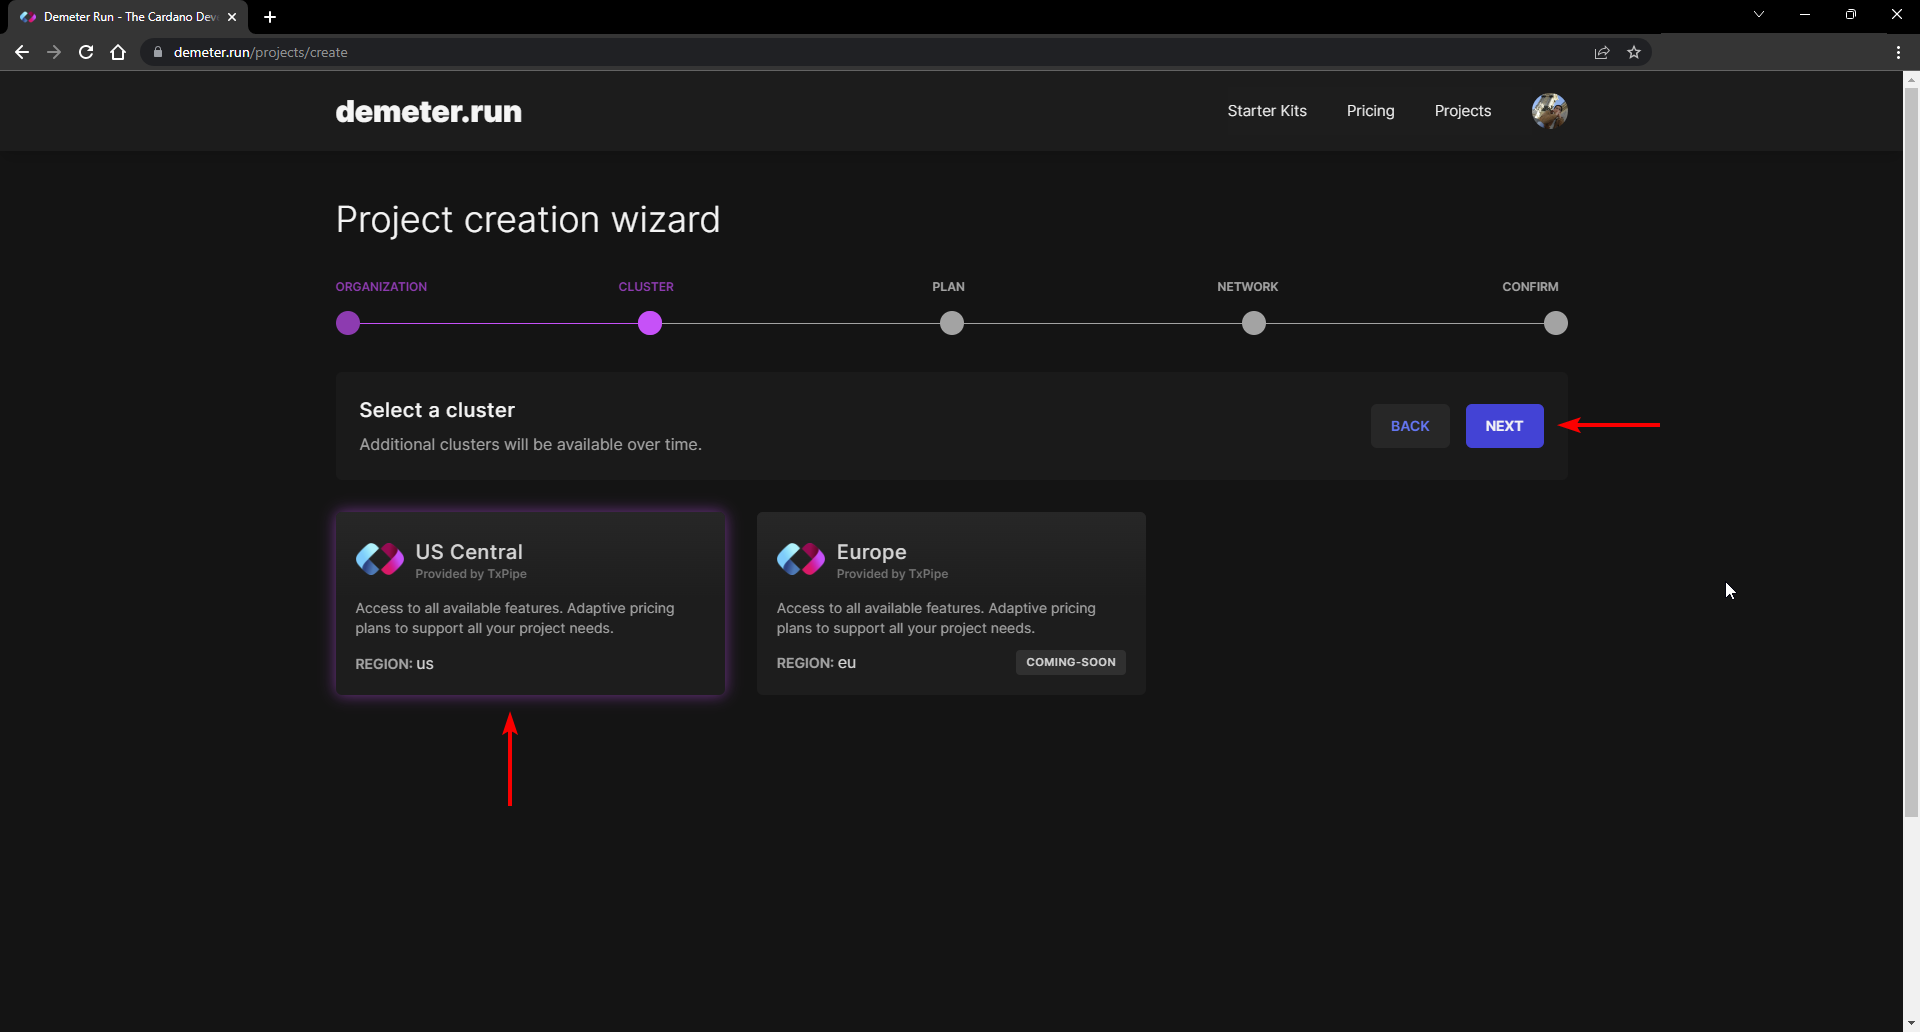 Demeter Run - The Cardano Dev
demeter.run/projects/create
demeter.run
Starter Kits
Pricing
Projects
Project creation wizard
ORGANIZATION
CLUSTER
PLAN
NETWORK
CONFIRM
Select a cluster
Additional clusters will be available over time.
BACK
NEXT
US Central
Provided by TxPipe
Access to all available features. Adaptive pricing
plans to support all your project needs.
REGION: us
Europe
Provided by TxPipe
Access to all available features. Adaptive pricing
plans to support all your project needs.
REGION: eu
COMING-SOON